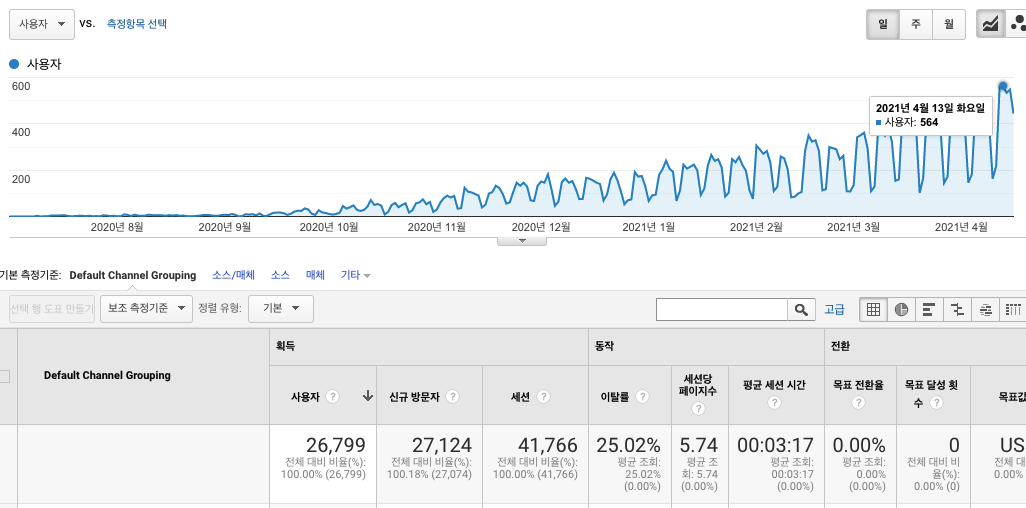 사용자 VS. 측정항목 선택 일 주 월
사용자
600
400
200
2021년 4월 13일 화요일
사용자: 564
2020년 8월 2020년 9월 2020년 10월 2020년 11월 2020년 12월 2021년 1월 2021년 2월 2021년 3월 2021년 4월
기본 측정기준: Default Channel Grouping 소스/매체 소스 매체 기타
선택 행 도표 만들기 보조 측정기준 정렬 유형: 기본 고급
Default Channel Grouping
획득 동작 전환
사용자 ? 신규 방문자 ? 세션 ? 이탈률 ? 세션당 페이지수 ? 평균 세션 시간 ? 목표 전환율 ? 목표 달성 횟수 ? 목표값
26,799 27,124 41,766 25.02% 5.74 00:03:17 0.00% 0 US
전체 대비 비율(%): 전체 대비 비율(%): 전체 대비 비율(%): 평균 조회: 평균 조회: 5.74 평균 조회: 평균 조회: 전체 대비 비율(%): 전체 대
100.00% (26,799) 100.18% (27,074) 100.00% (41,766) 25.02% (0.00%) (0.00%) 00:03:17 (0.00%) 0.00% (0.00%) 0.00% (0) 0.00%